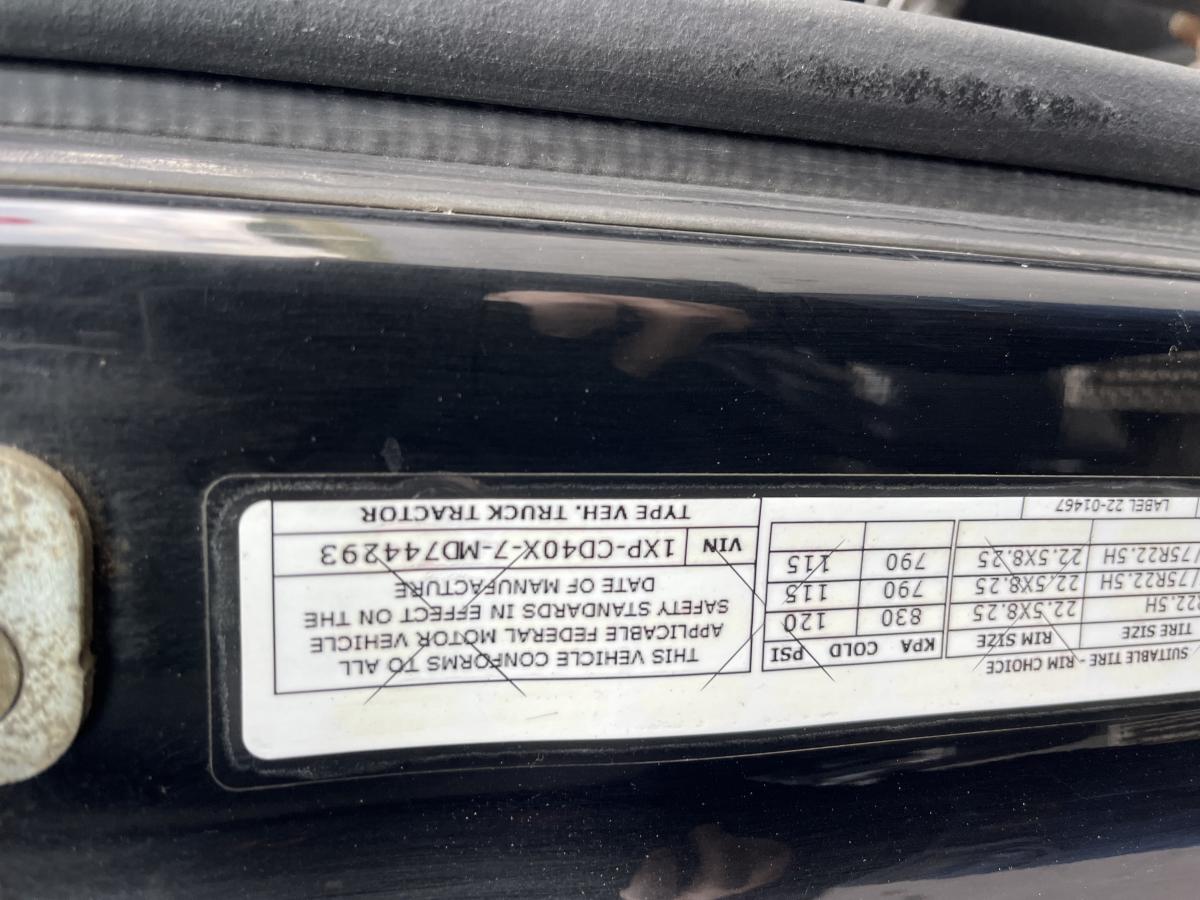 SUITABLE TIRE - RIM CHOICE
TIRE SIZE RIM SIZE KPA COLD PSI
22.5H 22.5X8.25 830 120
75R22.5H 22.5X8.25 790 115
75R22.5H 22.5X8.25 790 115
LABEL 22-01467
THIS VEHICLE CONFORMS TO ALL
APPLICABLE FEDERAL MOTOR VEHICLE
SAFETY STANDARDS IN EFFECT ON THE
DATE OF MANUFACTURE
VIN 1XP-CD40X-7-MD744293
TYPE VEH. TRUCK TRACTOR